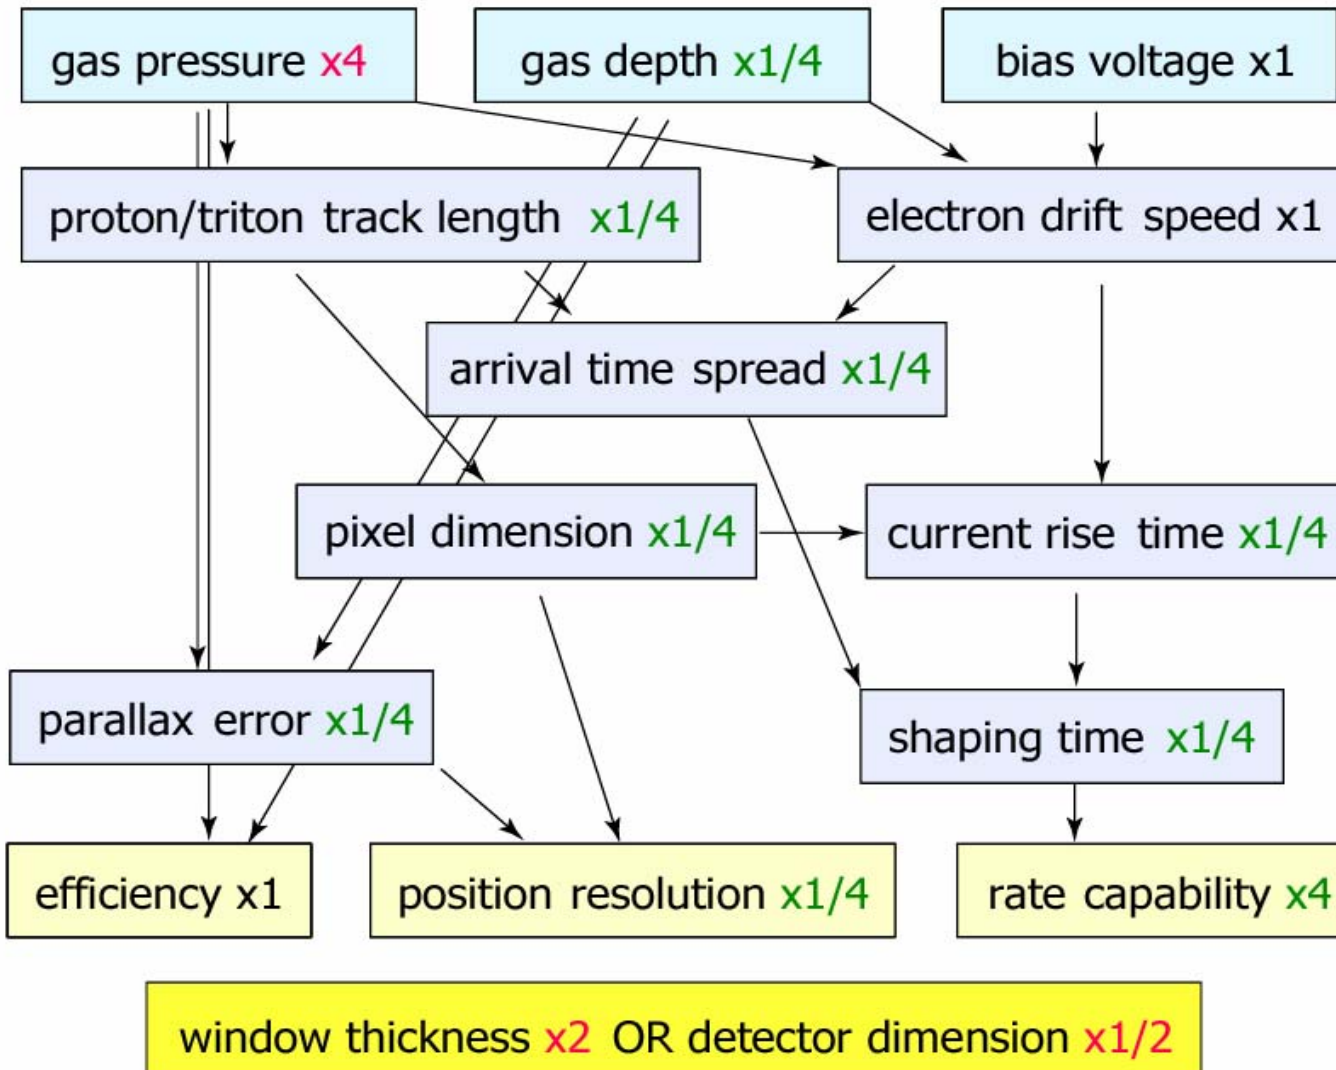 gas pressure x4
gas depth x1/4
bias voltage x1
proton/triton track length x1/4
electron drift speed x1
arrival time spread x1/4
pixel dimension x1/4
current rise time x1/4
parallax error x1/4
shaping time x1/4
efficiency x1
position resolution x1/4
rate capability x4
window thickness x2 OR detector dimension x1/2